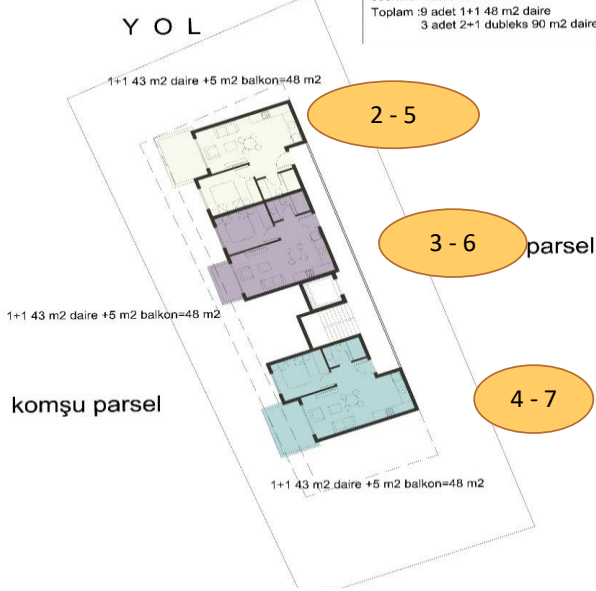 Toplam :9 adet 1+1 48 m2 daire
3 adet 2+1 dubleks 90 m2 daire
Y O L
1+1 43 m2 daire +5 m2 balkon=48 m2
2 - 5
3 - 6
parsel
1+1 43 m2 daire +5 m2 balkon=48 m2
4 - 7
komşu parsel
1+1 43 m2 daire +5 m2 balkon=48 m2